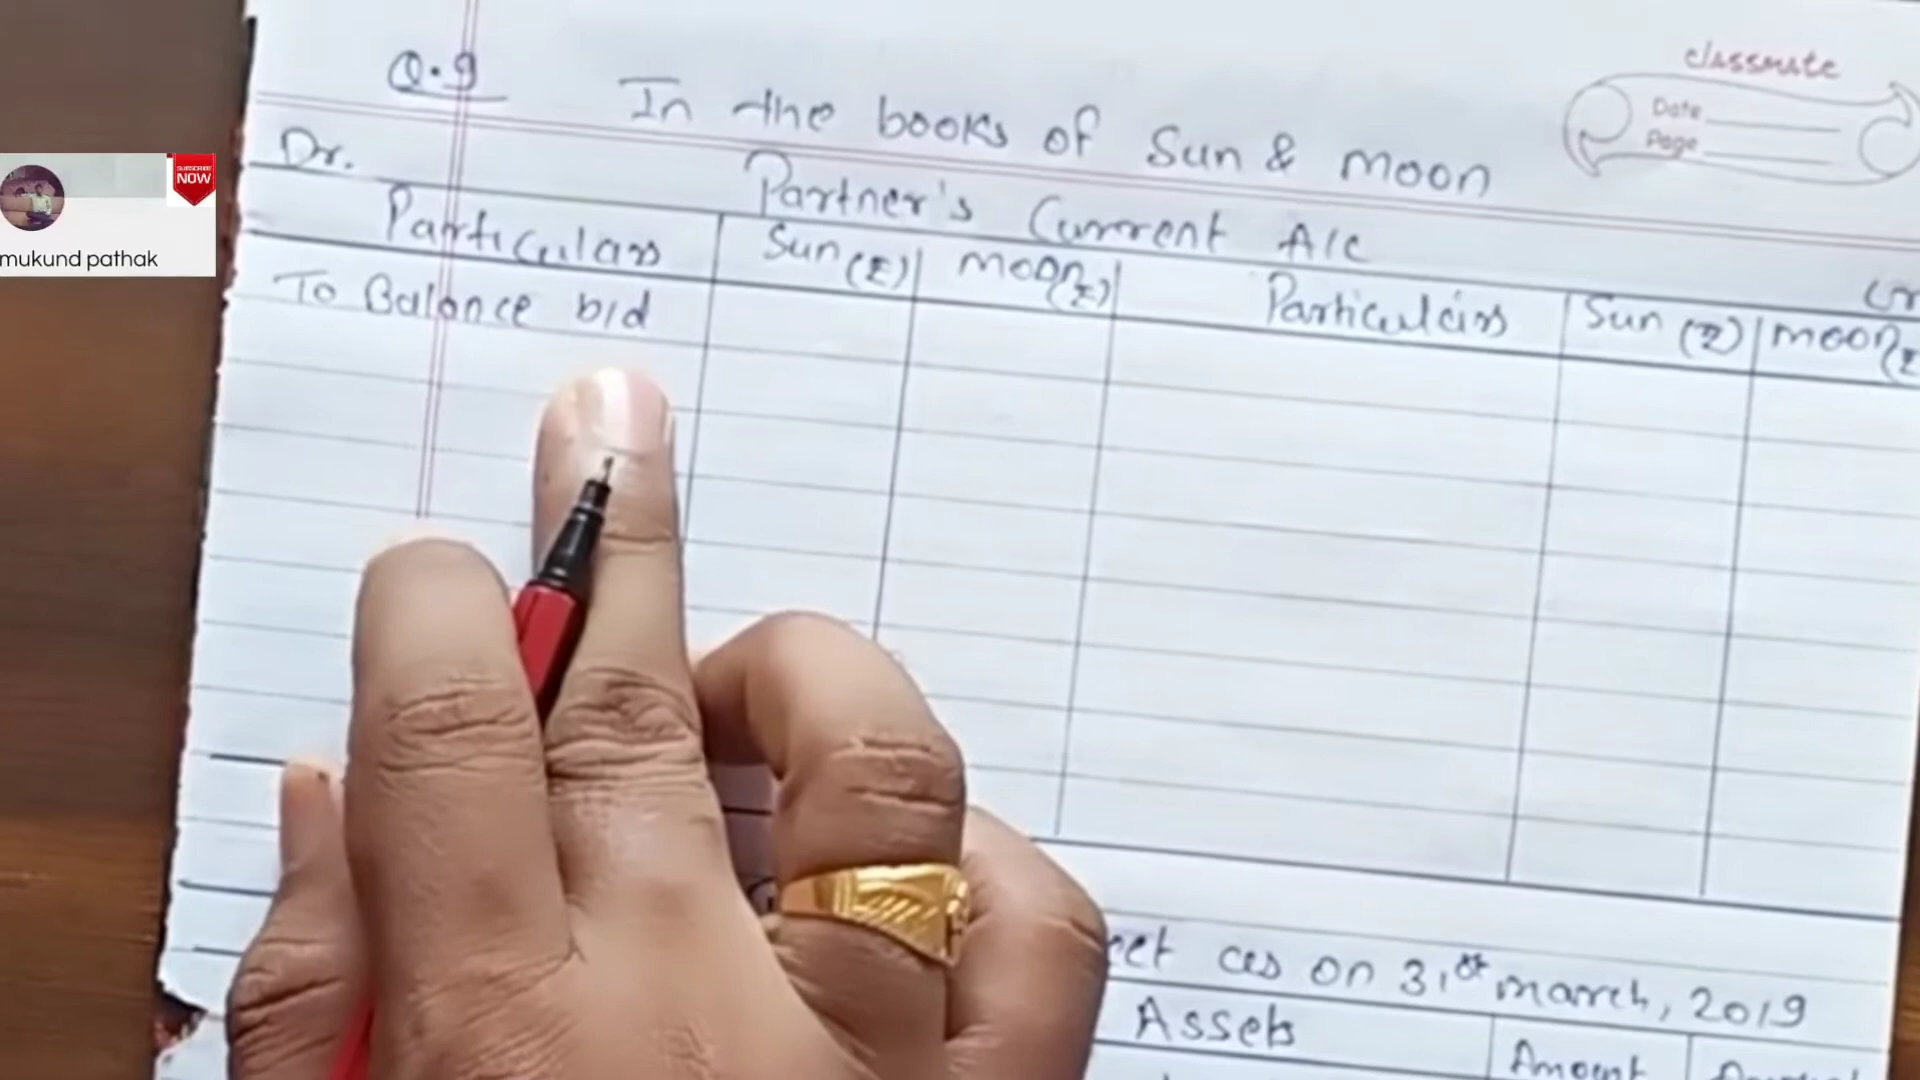 classmate
Date
Page
Q.9 In the books of Sun & Moon
Dr. Partner's Current A/c
Particulars Sun (₹) Moon (₹) Particulars Sun (₹) Moon (₹
To Balance b/d
SUBSCRIBE
NOW
mukund pathak
as on 31st march, 2019
Assets Amount